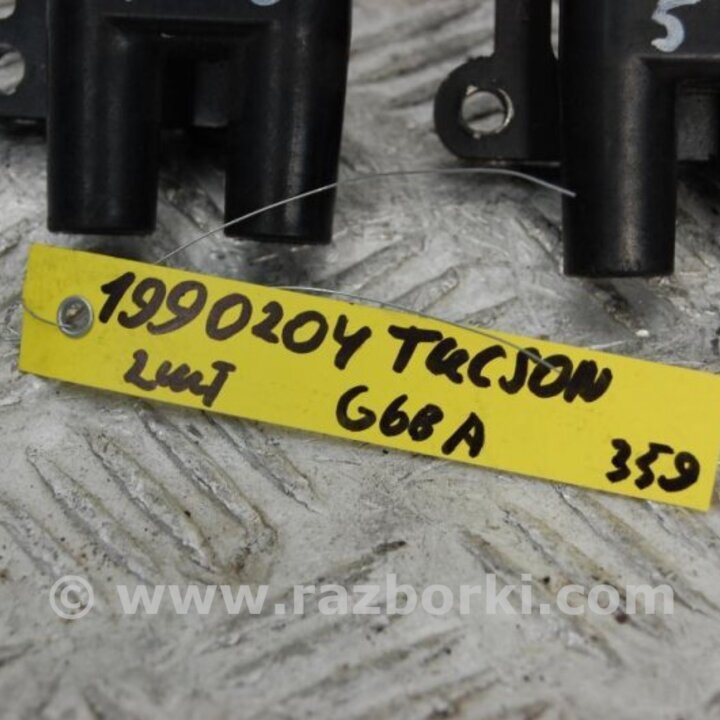 5
1990204 TUCSON
2шт G6BA 359
© www.razborki.com